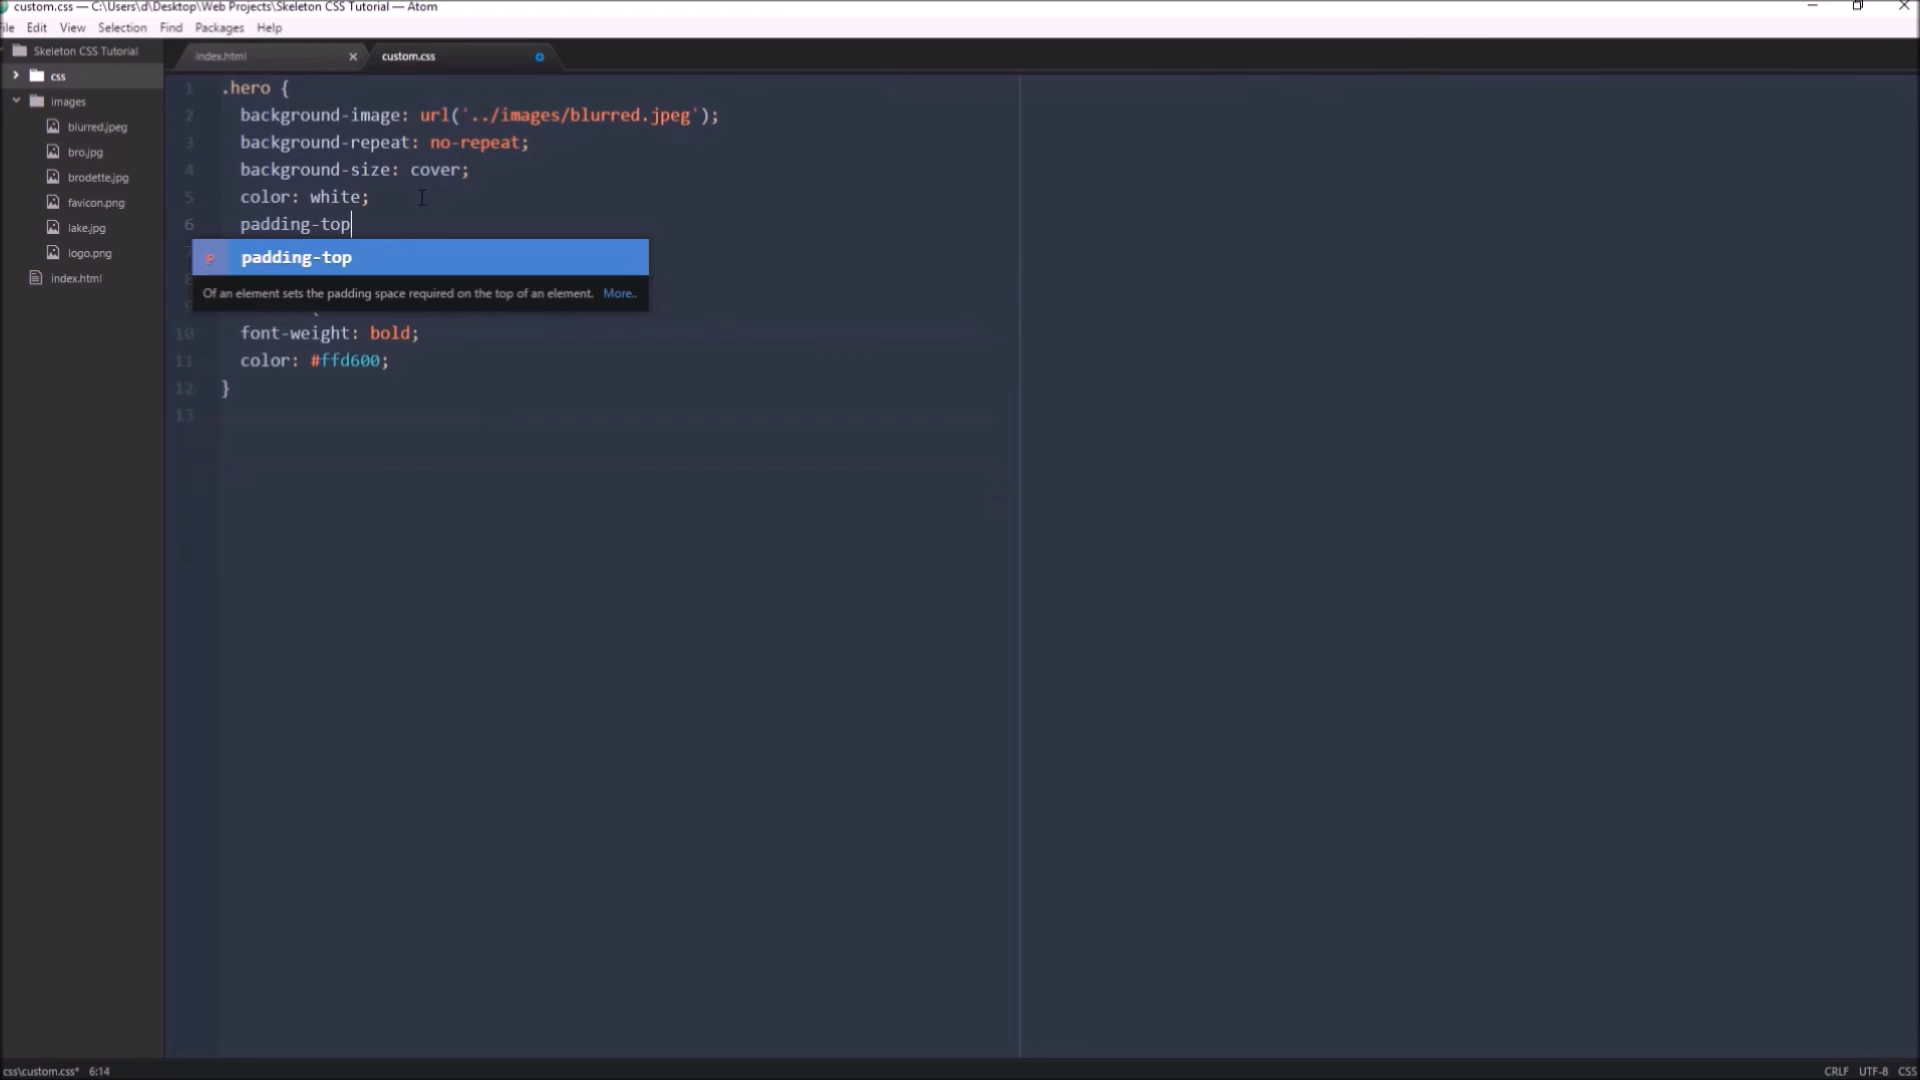 custom.css — C:\Users\d\Desktop\Web Projects\Skeleton CSS Tutorial — Atom
ile Edit View Selection Find Packages Help
Skeleton CSS Tutorial
css
images
blurred.jpeg
bro.jpg
brodette.jpg
favicon.png
lake.jpg
logo.png
index.html
index.html
custom.css
1 .hero {
2 background-image: url('../images/blurred.jpeg');
3 background-repeat: no-repeat;
4 background-size: cover;
5 color: white;
6 padding-top
P padding-top
Of an element sets the padding space required on the top of an element. More..
10 font-weight: bold;
11 color: #ffd600;
12 }
13
css\custom.css* 6:14
CRLF UTF-8 CSS